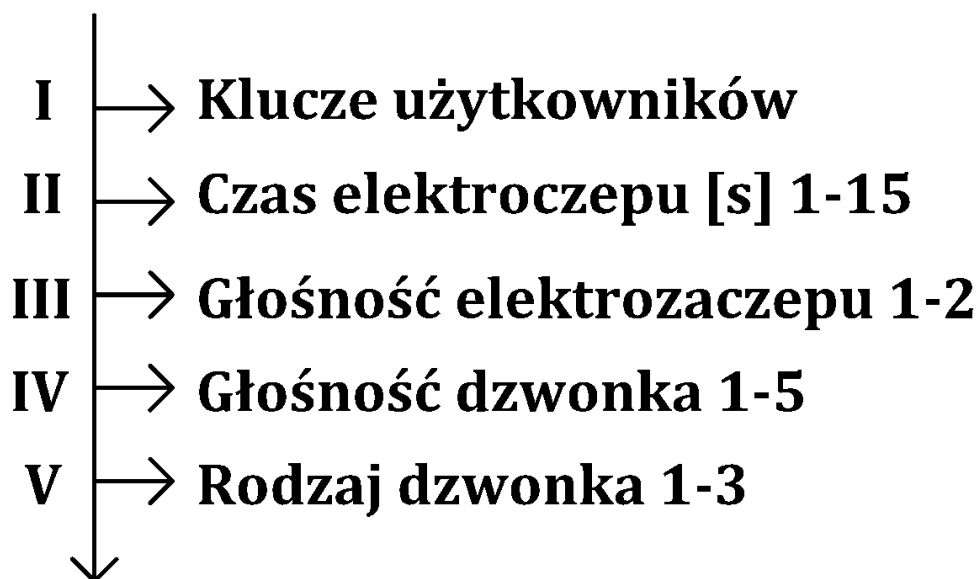 I Klucze użytkowników
II Czas elektroczepu [s] 1-15
III Głośność elektrozaczepu 1-2
IV Głośność dzwonka 1-5
V Rodzaj dzwonka 1-3